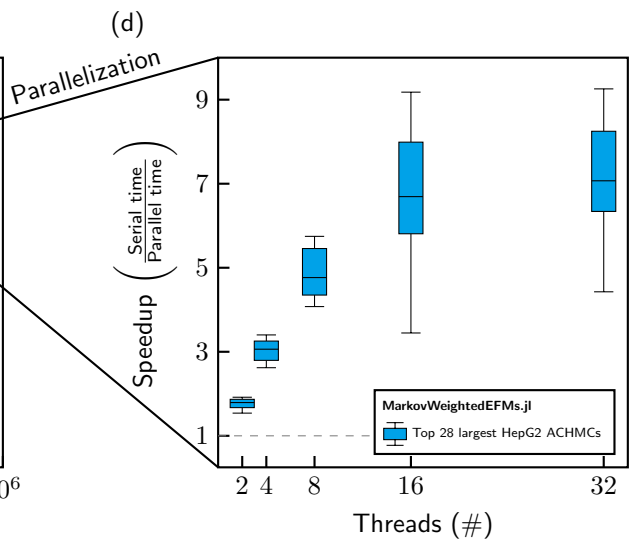 (d)
Parallelization
9
7
5
3
1
Speedup (Serial time / Parallel time)
MarkovWeightedEFMs.jl
Top 28 largest HepG2 ACHMCs
2 4 8 16 32
0⁶
Threads (#)